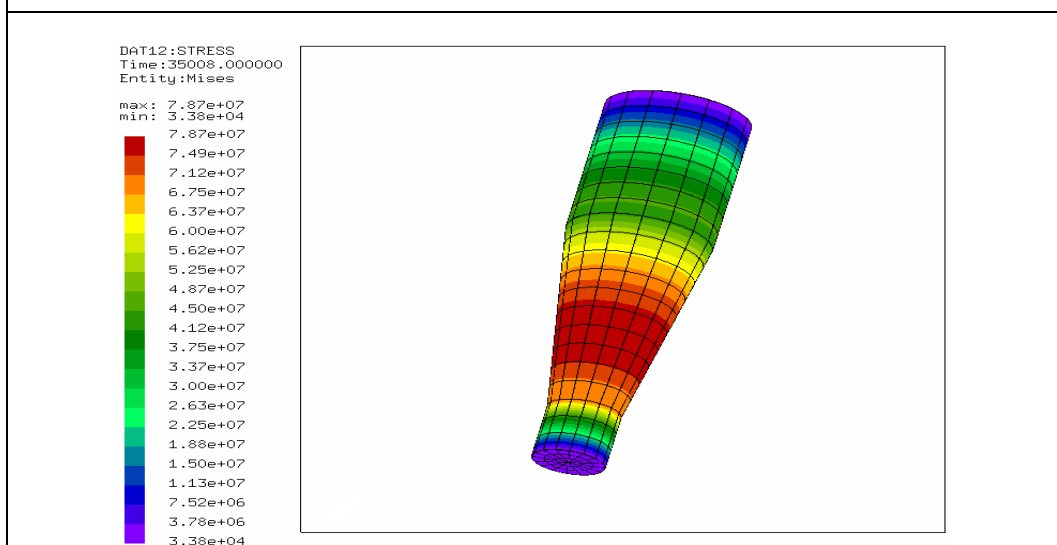 DAT12:STRESS
Time:35008.000000
Entity:Mises
max: 7.87e+07
min: 3.38e+04
7.87e+07
7.49e+07
7.12e+07
6.75e+07
6.37e+07
6.00e+07
5.62e+07
5.25e+07
4.87e+07
4.50e+07
4.12e+07
3.75e+07
3.37e+07
3.00e+07
2.63e+07
2.25e+07
1.88e+07
1.50e+07
1.13e+07
7.52e+06
3.78e+06
3.38e+04